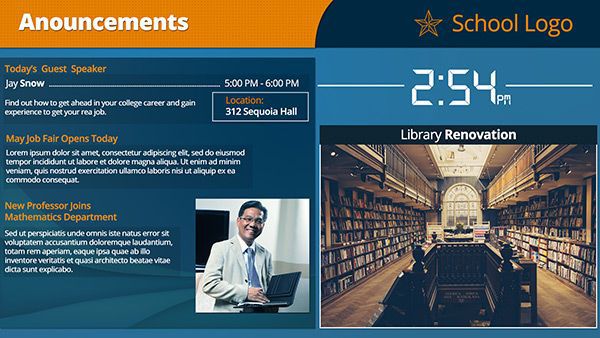 Anouncements
School Logo
Today's Guest Speaker
Jay Snow 5:00 PM - 6:00 PM
Find out how to get ahead in your college career and gain
experience to get your rea job.
Location:
312 Sequoia Hall
May Job Fair Opens Today
Lorem ipsum dolor sit amet, consectetur adipiscing elit, sed do eiusmod
tempor incididunt ut labore et dolore magna aliqua. Ut enim ad minim
veniam, quis nostrud exercitation ullamco laboris nisi ut aliquip ex ea
commodo consequat.
New Professor Joins
Mathematics Department
Sed ut perspiciatis unde omnis iste natus error sit
voluptatem accusantium doloremque laudantium,
totam rem aperiam, eaque ipsa quae ab illo
inventore veritatis et quasi architecto beatae vitae
dicta sunt explicabo.
2:54 PM
Library Renovation